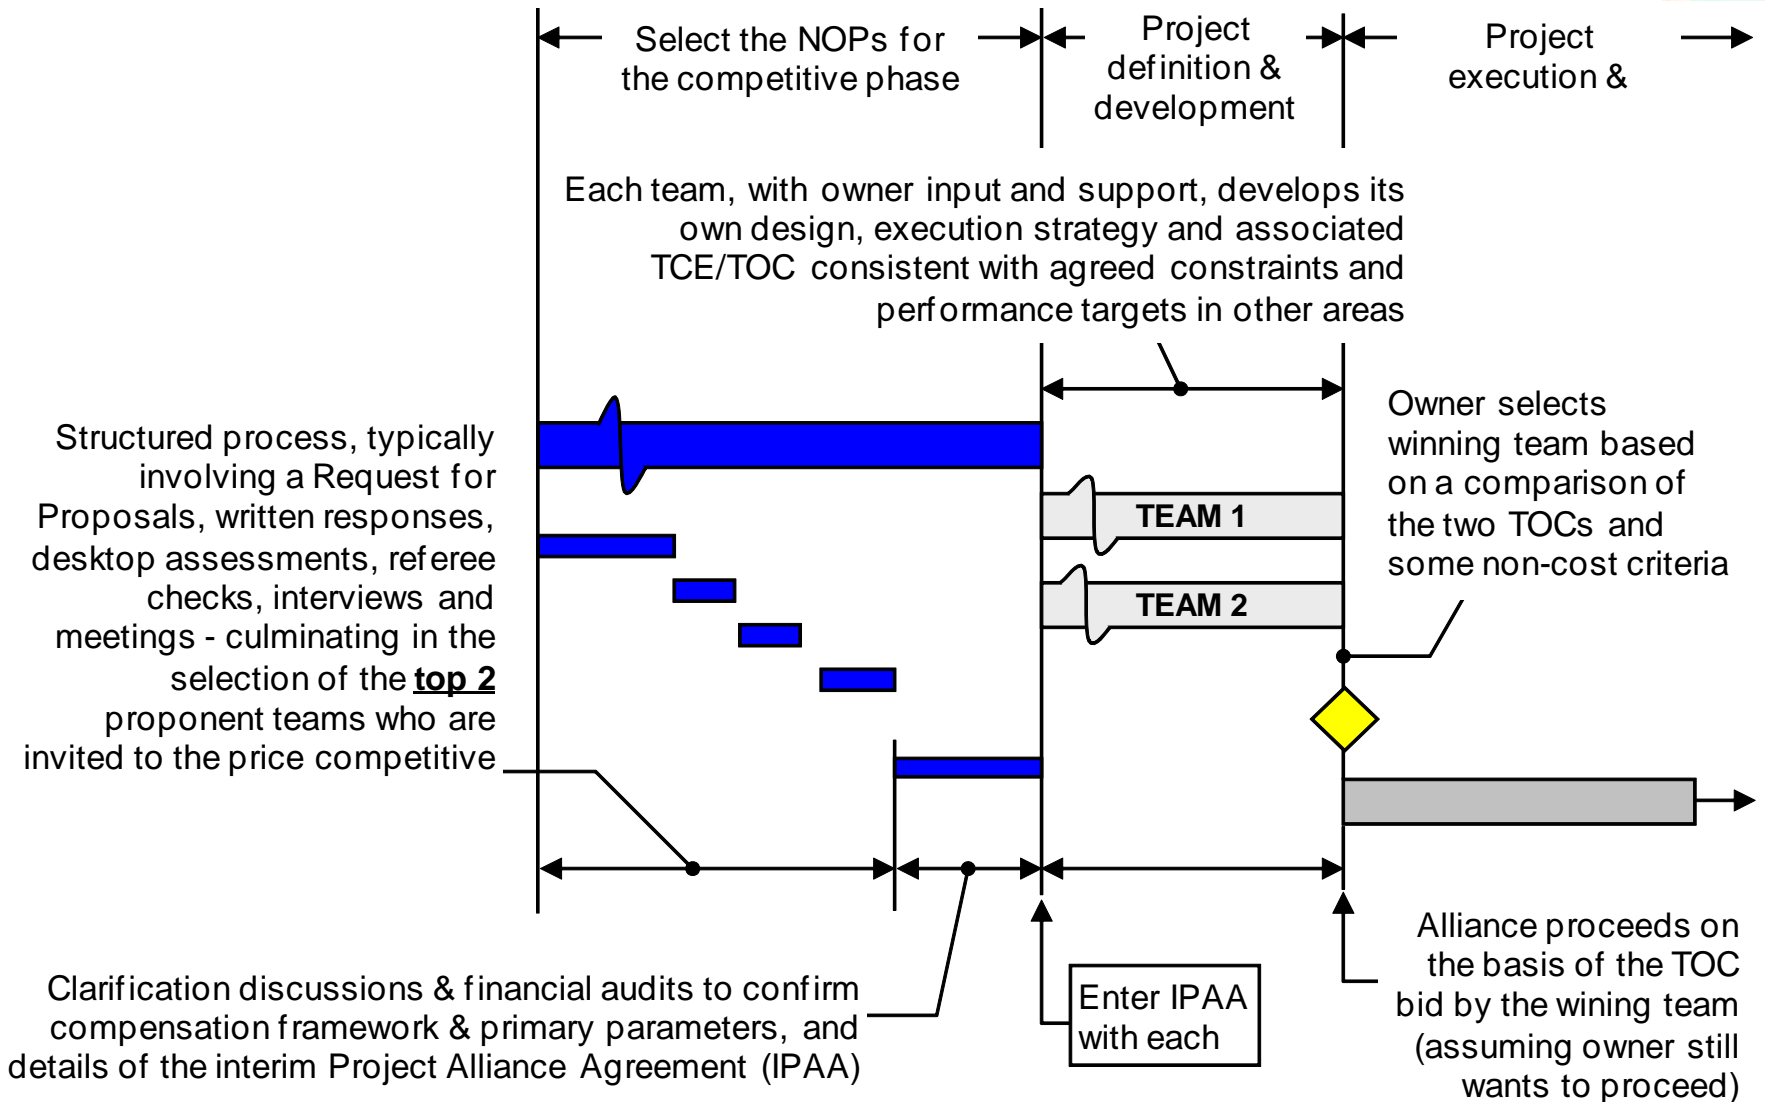 Select the NOPs for
the competitive phase
Project
definition &
development
Project
execution &
Each team, with owner input and support, develops its
own design, execution strategy and associated
TCE/TOC consistent with agreed constraints and
performance targets in other areas
Structured process, typically
involving a Request for
Proposals, written responses,
desktop assessments, referee
checks, interviews and
meetings - culminating in the
selection of the top 2
proponent teams who are
invited to the price competitive
TEAM 1
TEAM 2
Owner selects
winning team based
on a comparison of
the two TOCs and
some non-cost criteria
Clarification discussions & financial audits to confirm
compensation framework & primary parameters, and
details of the interim Project Alliance Agreement (IPAA)
Enter IPAA
with each
Alliance proceeds on
the basis of the TOC
bid by the wining team
(assuming owner still
wants to proceed)